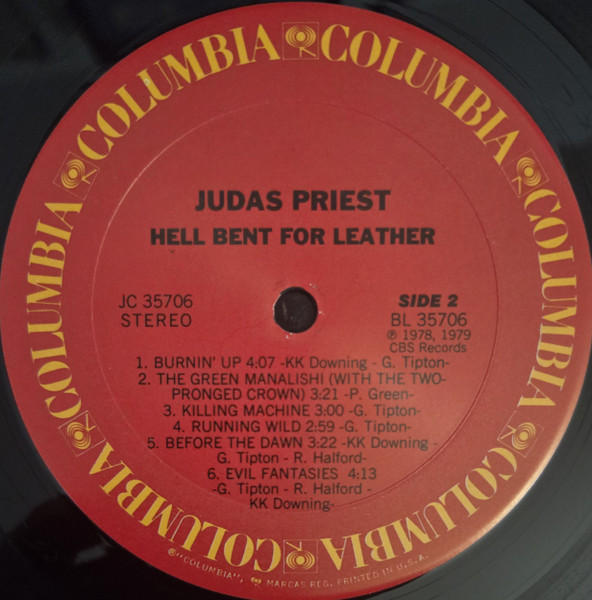 COLUMBIA COLUMBIA COLUMBIA COLUMBIA COLUMBIA COLUMBIA COLUMBIA COLUMBIA
JUDAS PRIEST
HELL BENT FOR LEATHER
JC 35706
STEREO
SIDE 2
BL 35706
℗ 1978, 1979
CBS Records
1. BURNIN' UP 4:07 -KK Downing - G. Tipton-
2. THE GREEN MANALISHI (WITH THE TWO-
PRONGED CROWN) 3:21 -P. Green-
3. KILLING MACHINE 3:00 -G. Tipton-
4. RUNNING WILD 2:59 -G. Tipton-
5. BEFORE THE DAWN 3:22 -KK Downing -
G. Tipton - R. Halford-
6. EVIL FANTASIES 4:13
-G. Tipton - R. Halford -
KK Downing-
®"COLUMBIA", MARCAS REG. PRINTED IN U.S.A.